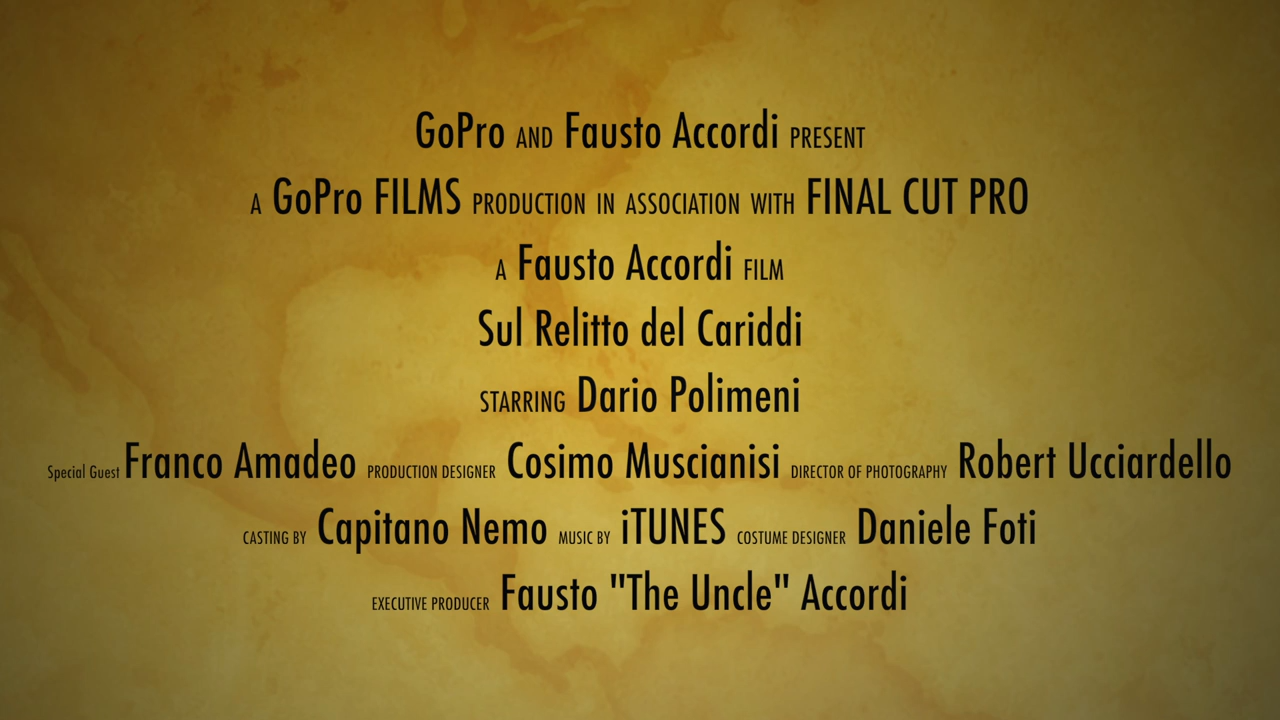 GoPro AND Fausto Accordi PRESENT
A GoPro FILMS PRODUCTION IN ASSOCIATION WITH FINAL CUT PRO
A Fausto Accordi FILM
Sul Relitto del Cariddi
STARRING Dario Polimeni
Special Guest Franco Amadeo PRODUCTION DESIGNER Cosimo Muscianisi DIRECTOR OF PHOTOGRAPHY Robert Ucciardello
CASTING BY Capitano Nemo MUSIC BY iTUNES COSTUME DESIGNER Daniele Foti
EXECUTIVE PRODUCER Fausto "The Uncle" Accordi